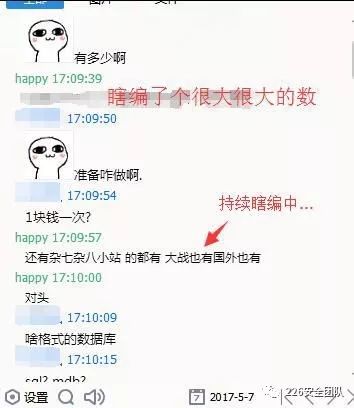 有多少啊
happy 17:09:39
瞎编了个很大很大的数
17:09:50
准备咋做啊.
17:09:54
1块钱一次?
持续瞎编中...
happy 17:09:57
还有杂七杂八小站 的都有 大战也有国外也有
happy 17:10:00
对头
17:10:00
啥格式的数据库
17:10:15
sql? mdb?
设置
2017-5-7
226安全团队